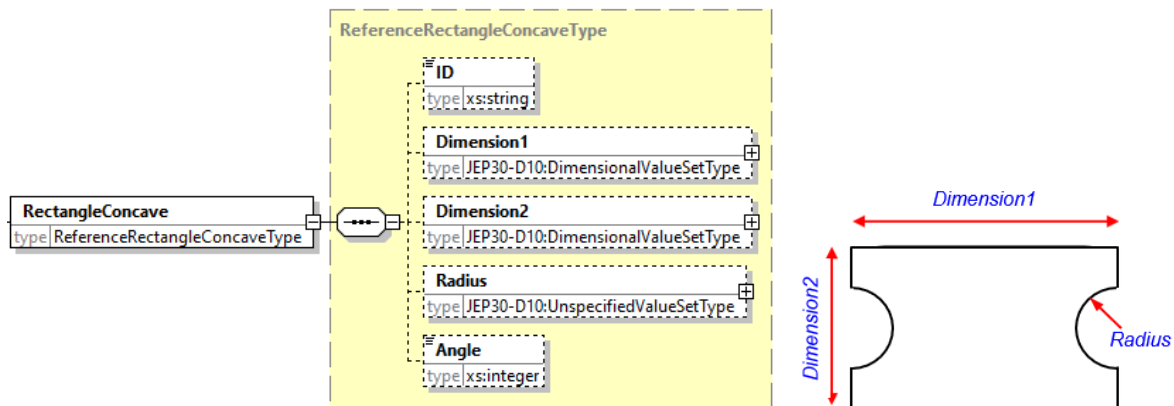 ReferenceRectangleConcaveType
ID
type xs:string
Dimension1
type JEP30-D10:DimensionalValueSetType
RectangleConcave
type ReferenceRectangleConcaveType
Dimension2
type JEP30-D10:DimensionalValueSetType
Radius
type JEP30-D10:UnspecifiedValueSetType
Angle
type xs:integer
Dimension1
Dimension2
Radius